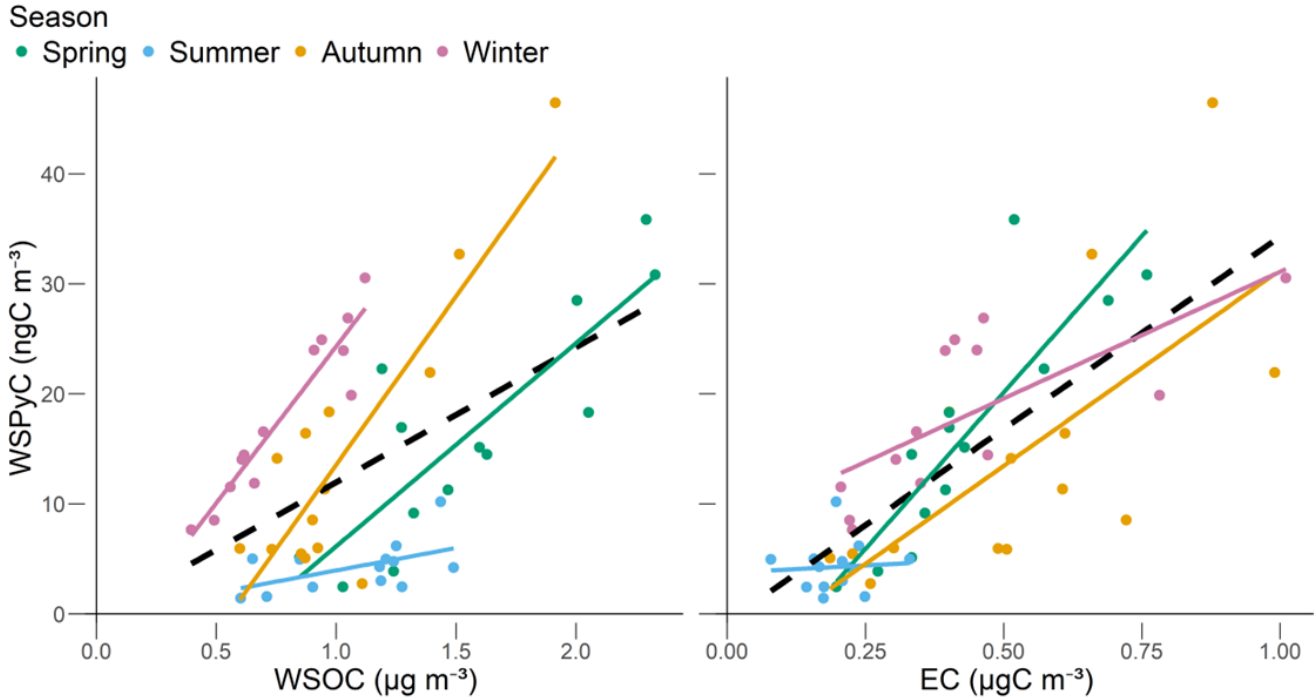 Season
Spring Summer Autumn Winter
WSPyC (ngC m⁻³)
40
30
20
10
0
0.0 0.5 1.0 1.5 2.0
WSOC (µg m⁻³)
0.00 0.25 0.50 0.75 1.00
EC (µgC m⁻³)